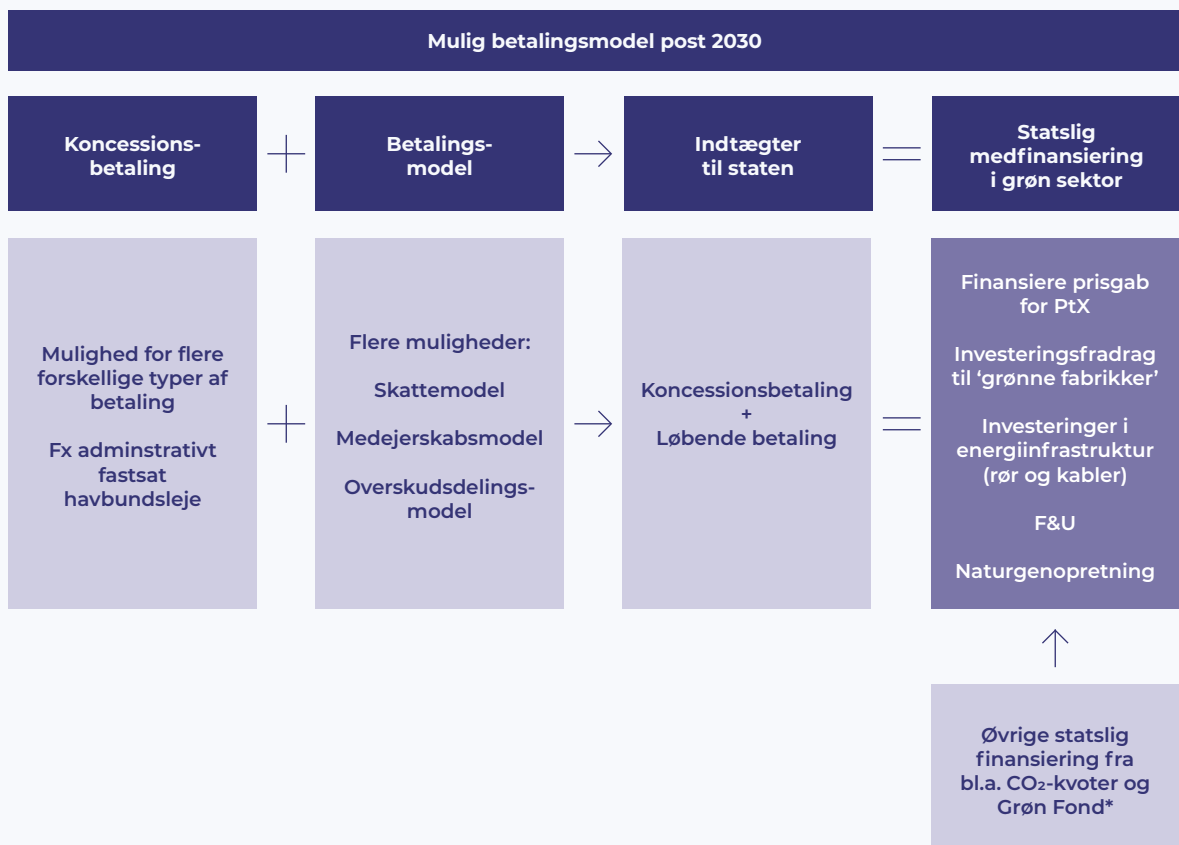 Mulig betalingsmodel post 2030
Koncessions-
betaling
Betalings-
model
Indtægter
til staten
Statslig
medfinansiering
i grøn sektor
Mulighed for flere
forskellige typer af
betaling
Fx adminstrativt
fastsat
havbundsleje
Flere muligheder:
Skattemodel
Medejerskabsmodel
Overskudsdelings-
model
Koncessionsbetaling
+
Løbende betaling
Finansiere prisgab
for PtX
Investeringsfradrag
til ‘grønne fabrikker’
Investeringer i
energiinfrastruktur
(rør og kabler)
F&U
Naturgenopretning
Øvrige statslig
finansiering fra
bl.a. CO₂-kvoter og
Grøn Fond*